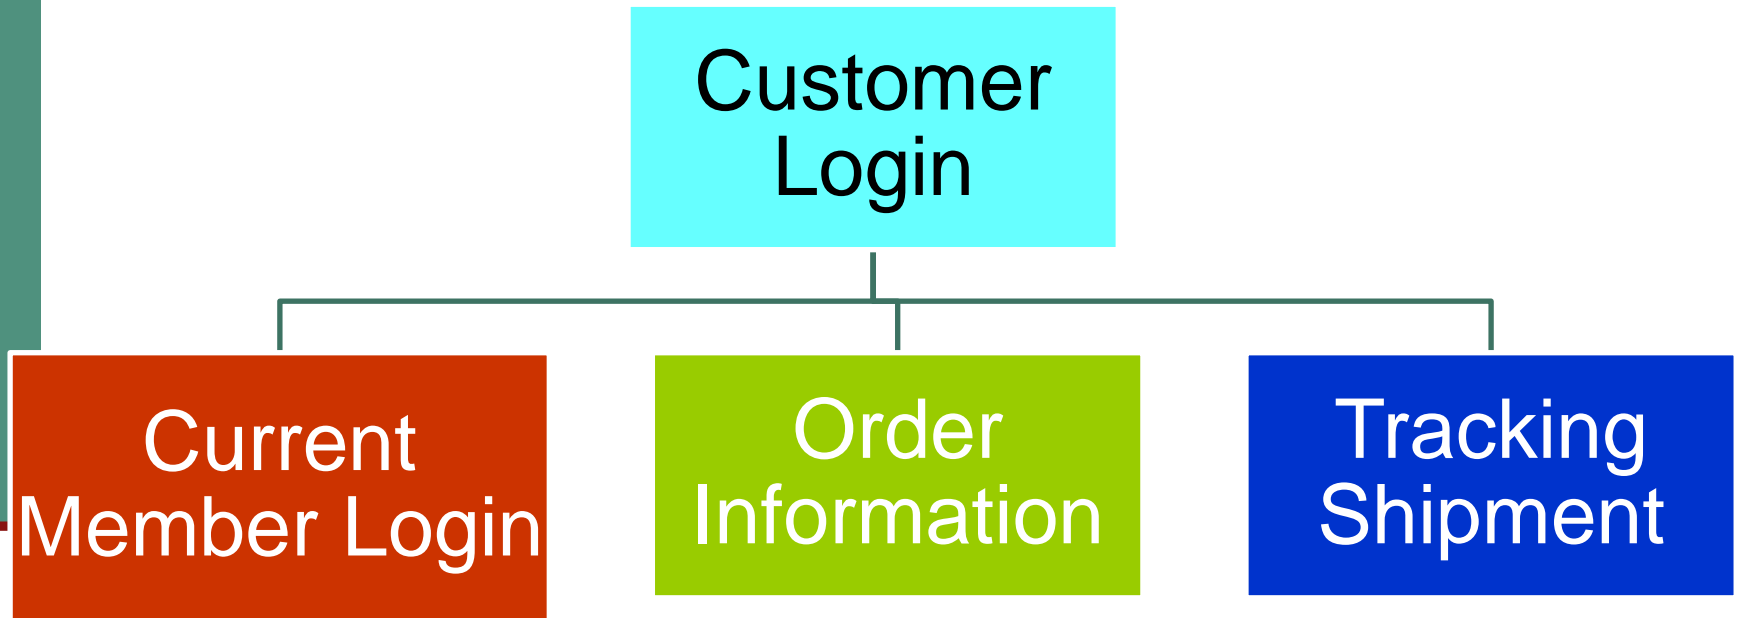 Customer
Login
Current
Member Login
Order
Information
Tracking
Shipment